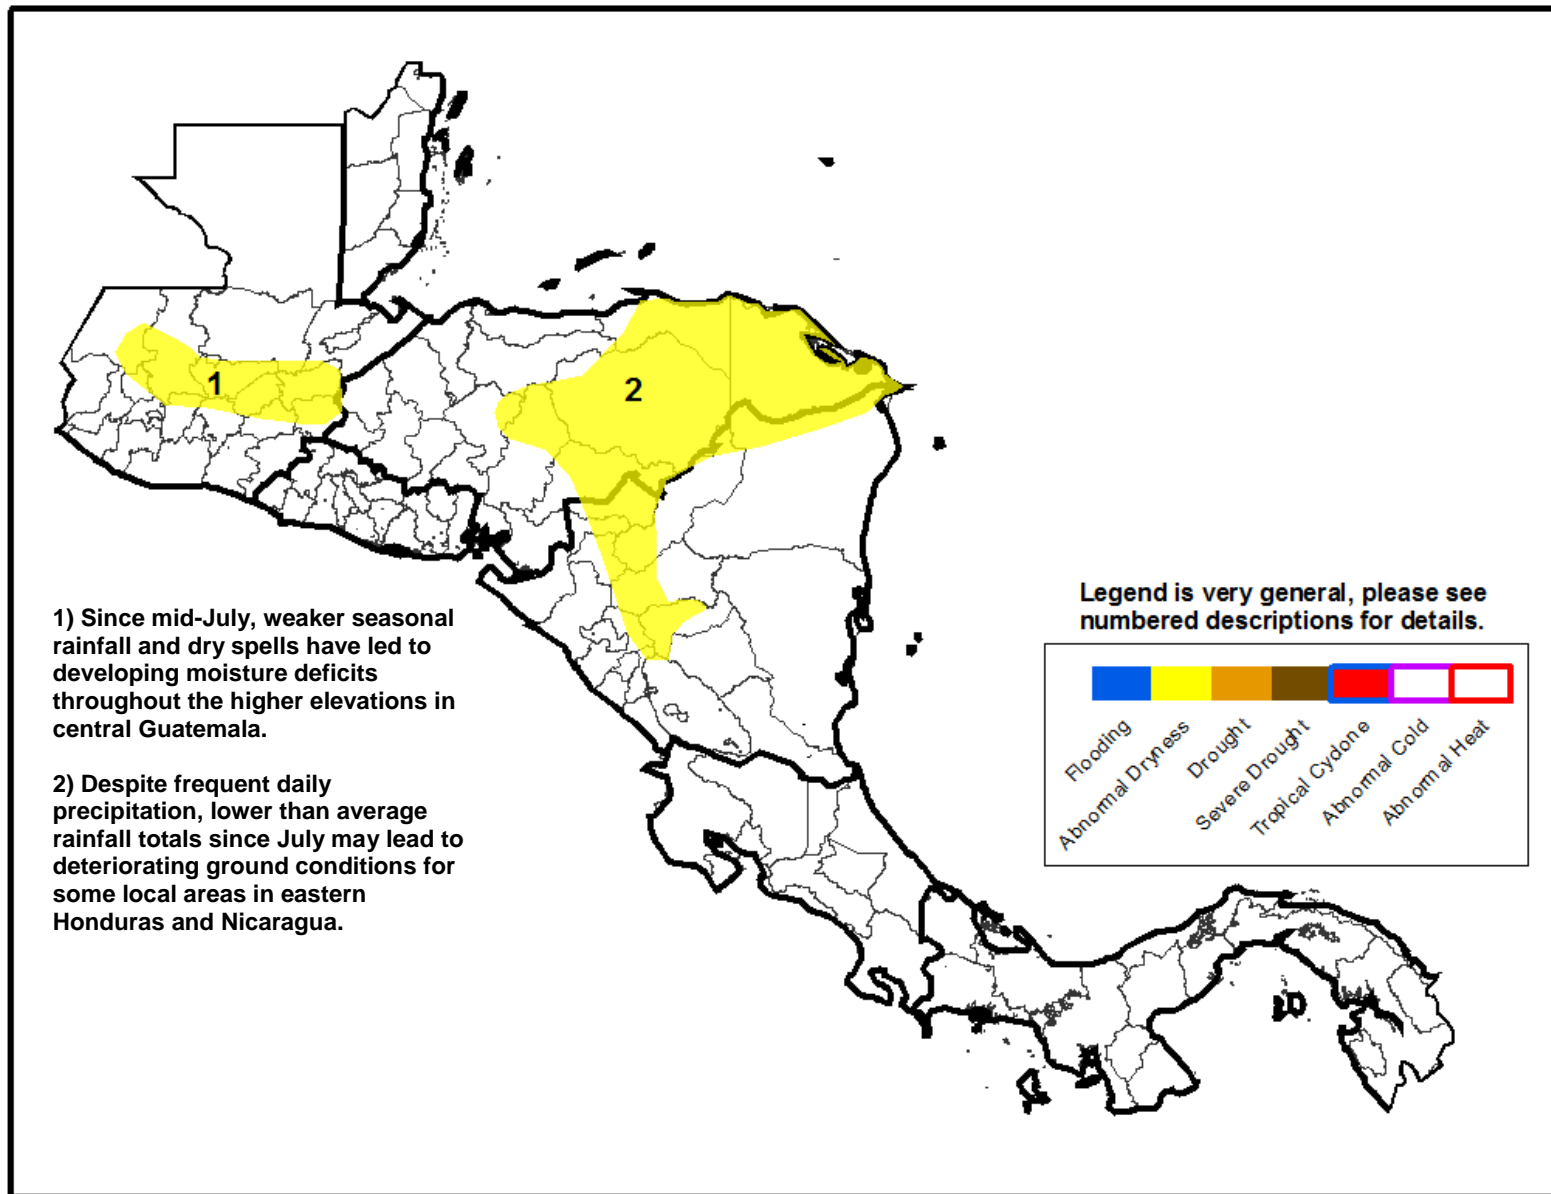 1
2
1) Since mid-July, weaker seasonal
rainfall and dry spells have led to
developing moisture deficits
throughout the higher elevations in
central Guatemala.
2) Despite frequent daily
precipitation, lower than average
rainfall totals since July may lead to
deteriorating ground conditions for
some local areas in eastern
Honduras and Nicaragua.
Legend is very general, please see
numbered descriptions for details.
Flooding
Abnormal Dryness
Drought
Severe Drought
Tropical Cyclone
Abnormal Cold
Abnormal Heat